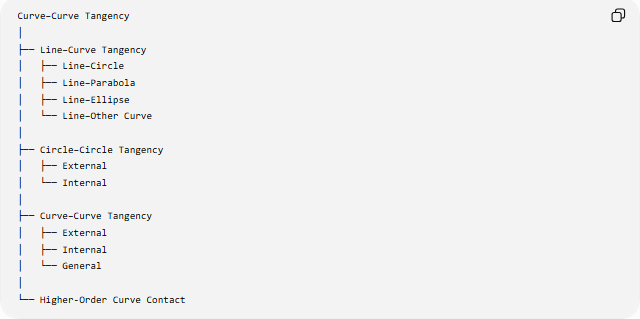 Curve–Curve Tangency
│
├── Line–Curve Tangency
│   ├── Line–Circle
│   ├── Line–Parabola
│   ├── Line–Ellipse
│   └── Line–Other Curve
│
├── Circle–Circle Tangency
│   ├── External
│   └── Internal
│
├── Curve–Curve Tangency
│   ├── External
│   ├── Internal
│   └── General
│
└── Higher-Order Curve Contact